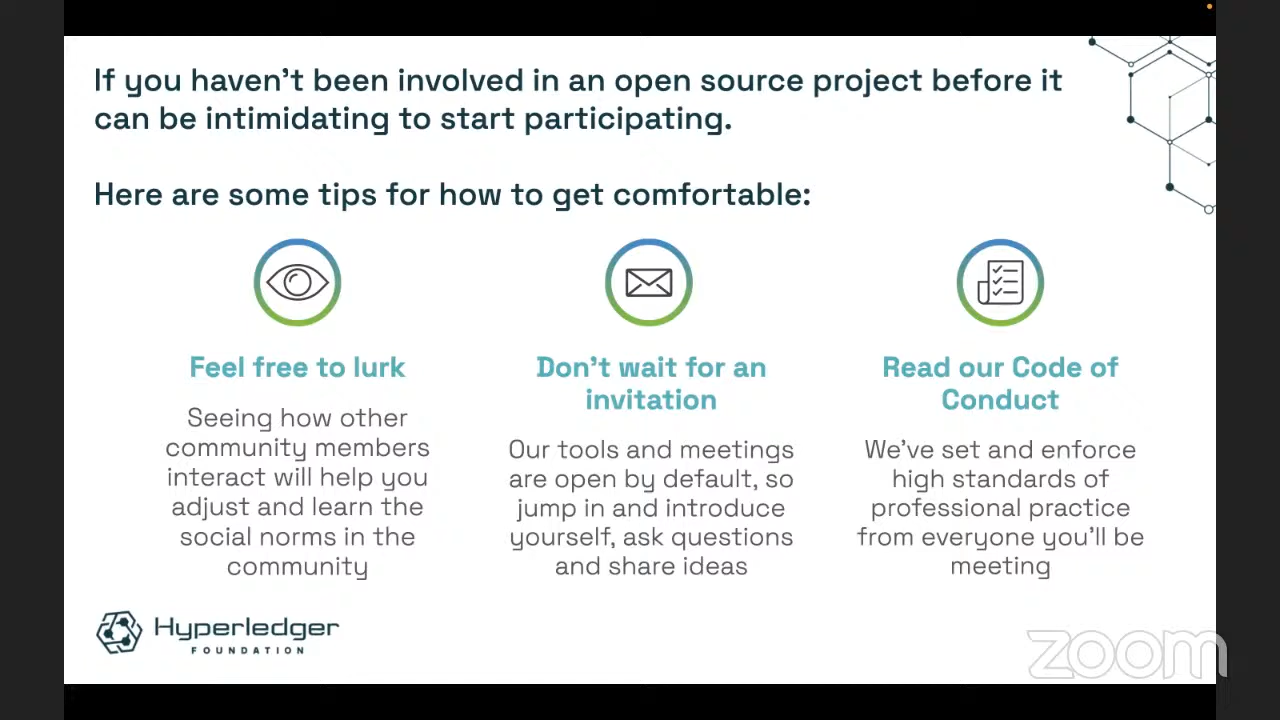 If you haven't been involved in an open source project before it
can be intimidating to start participating.
Here are some tips for how to get comfortable:
Feel free to lurk
Seeing how other
community members
interact will help you
adjust and learn the
social norms in the
community
Don't wait for an
invitation
Our tools and meetings
are open by default, so
jump in and introduce
yourself, ask questions
and share ideas
Read our Code of
Conduct
We've set and enforce
high standards of
professional practice
from everyone you'll be
meeting
Hyperledger
FOUNDATION
zoom